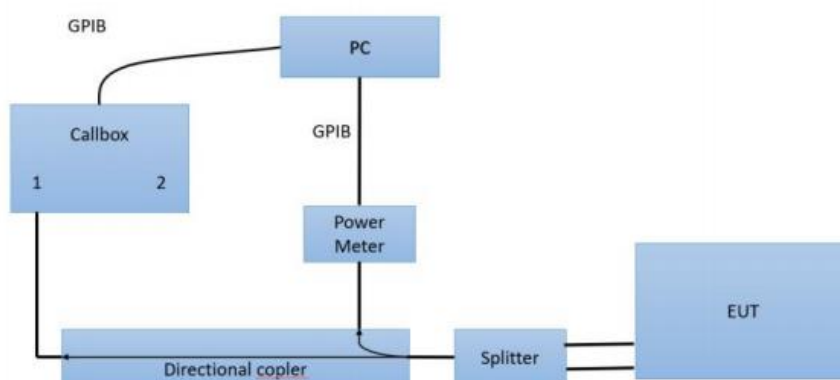 GPIB
PC
Callbox
GPIB
1 2
Power
Meter
EUT
Splitter
Directional copler